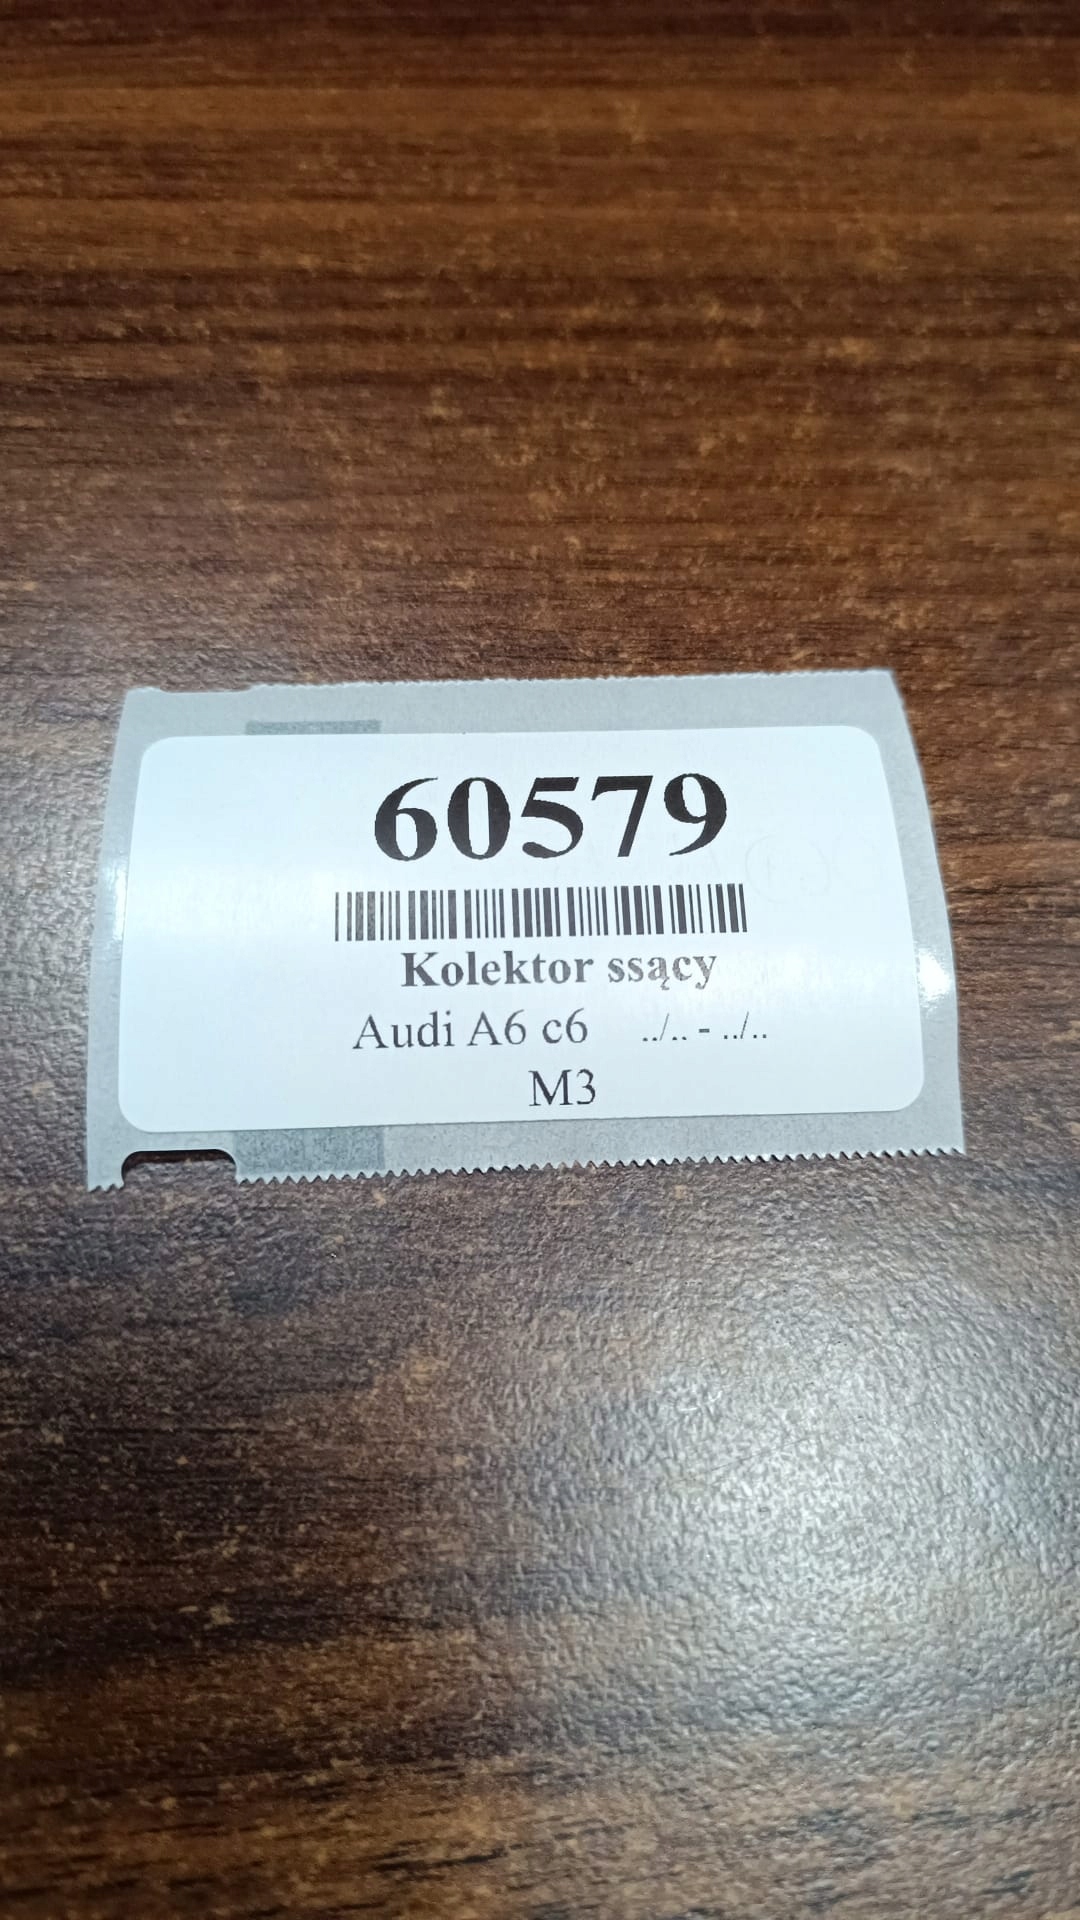 60579
Kolektor ssący
Audi A6 c6 ../.. - ../..
M3